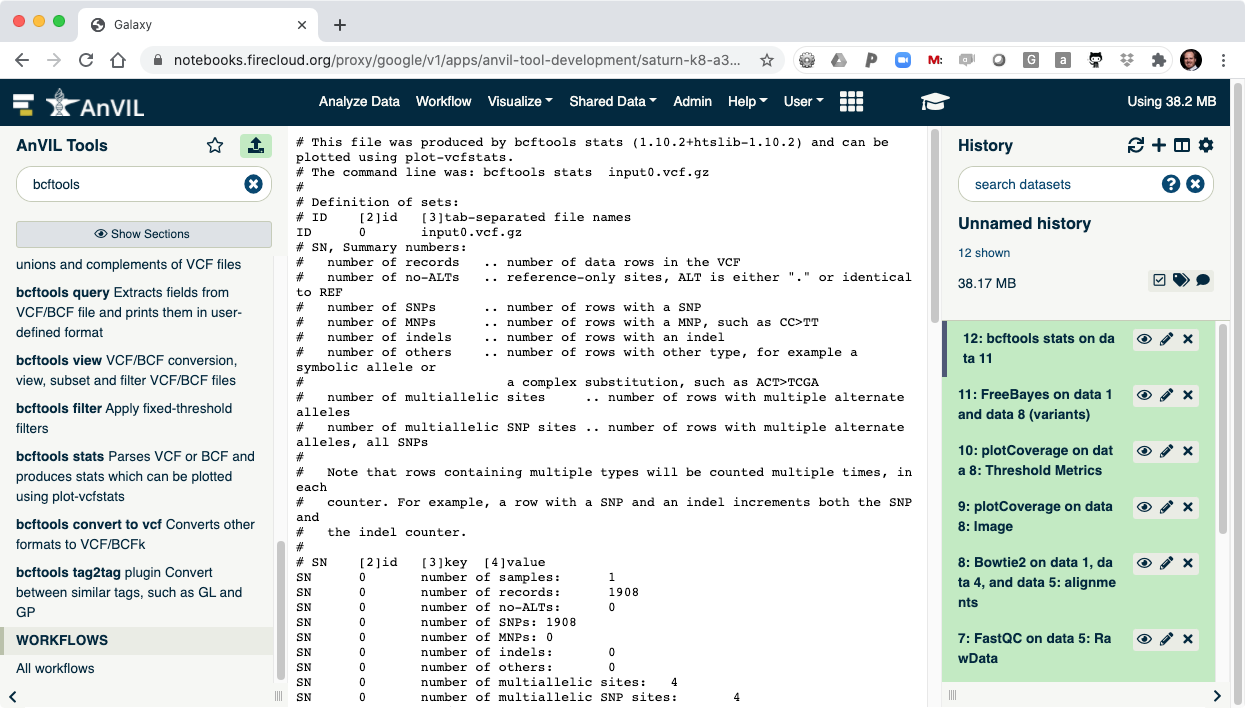 Galaxy
notebooks.firecloud.org/proxy/google/v1/apps/anvil-tool-development/saturn-k8-a3...
AnVIL
Analyze Data Workflow Visualize Shared Data Admin Help User
Using 38.2 MB
AnVIL Tools
bcftools
Show Sections
unions and complements of VCF files
bcftools query Extracts fields from
VCF/BCF file and prints them in user-
defined format
bcftools view VCF/BCF conversion,
view, subset and filter VCF/BCF files
bcftools filter Apply fixed-threshold
filters
bcftools stats Parses VCF or BCF and
produces stats which can be plotted
using plot-vcfstats
bcftools convert to vcf Converts other
formats to VCF/BCFk
bcftools tag2tag plugin Convert
between similar tags, such as GL and
GP
WORKFLOWS
All workflows
# This file was produced by bcftools stats (1.10.2+htslib-1.10.2) and can be
plotted using plot-vcfstats.
# The command line was: bcftools stats  input0.vcf.gz
#
# Definition of sets:
# ID    [2]id   [3]tab-separated file names
ID      0       input0.vcf.gz
# SN, Summary numbers:
#   number of records   .. number of data rows in the VCF
#   number of no-ALTs   .. reference-only sites, ALT is either "." or identical
to REF
#   number of SNPs      .. number of rows with a SNP
#   number of MNPs      .. number of rows with a MNP, such as CC>TT
#   number of indels    .. number of rows with an indel
#   number of others    .. number of rows with other type, for example a
symbolic allele or
#                          a complex substitution, such as ACT>TCGA
#   number of multiallelic sites     .. number of rows with multiple alternate
alleles
#   number of multiallelic SNP sites .. number of rows with multiple alternate
alleles, all SNPs
#
#   Note that rows containing multiple types will be counted multiple times, in
each
#   counter. For example, a row with a SNP and an indel increments both the SNP
and
#   the indel counter.
#
# SN    [2]id   [3]key  [4]value
SN      0       number of samples:      1
SN      0       number of records:      1908
SN      0       number of no-ALTs:      0
SN      0       number of SNPs: 1908
SN      0       number of MNPs: 0
SN      0       number of indels:       0
SN      0       number of others:       0
SN      0       number of multiallelic sites:   4
SN      0       number of multiallelic SNP sites:       4
History
search datasets
Unnamed history
12 shown
38.17 MB
12: bcftools stats on da
ta 11
11: FreeBayes on data 1
and data 8 (variants)
10: plotCoverage on dat
a 8: Threshold Metrics
9: plotCoverage on data
8: Image
8: Bowtie2 on data 1, da
ta 4, and data 5: alignme
nts
7: FastQC on data 5: Ra
wData